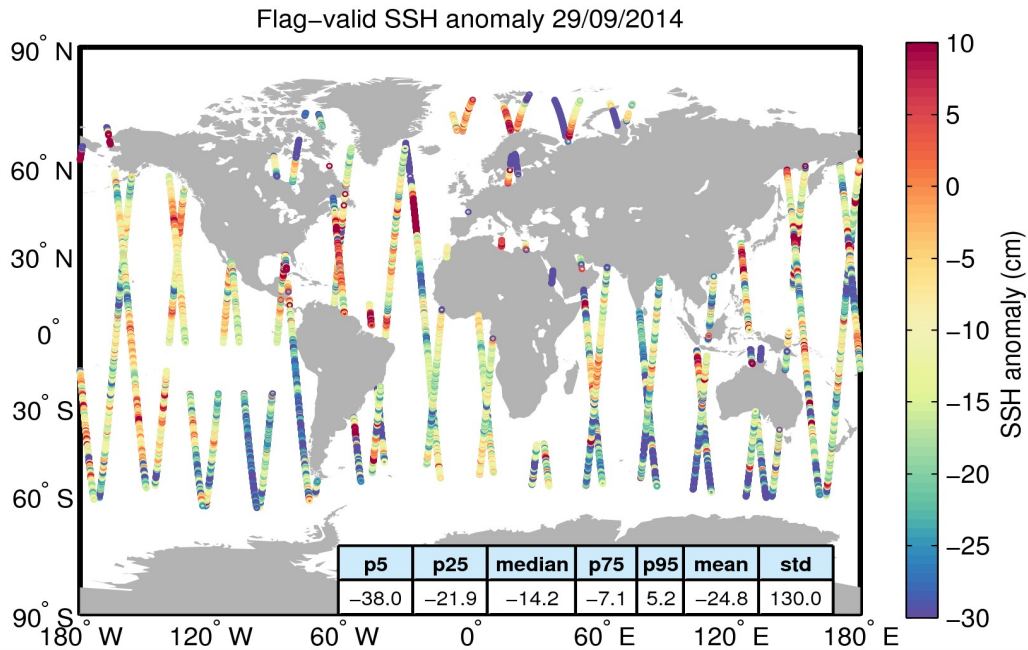 Flag−valid SSH anomaly 29/09/2014
90° N
60° N
30° N
0°
30° S
60° S
90° S
180° W
120° W
60° W
0°
60° E
120° E
180° E
p5 p25 median p75 p95 mean std
−38.0 −21.9 −14.2 −7.1 5.2 −24.8 130.0
10
5
0
−5
−10
−15
−20
−25
−30
SSH anomaly (cm)